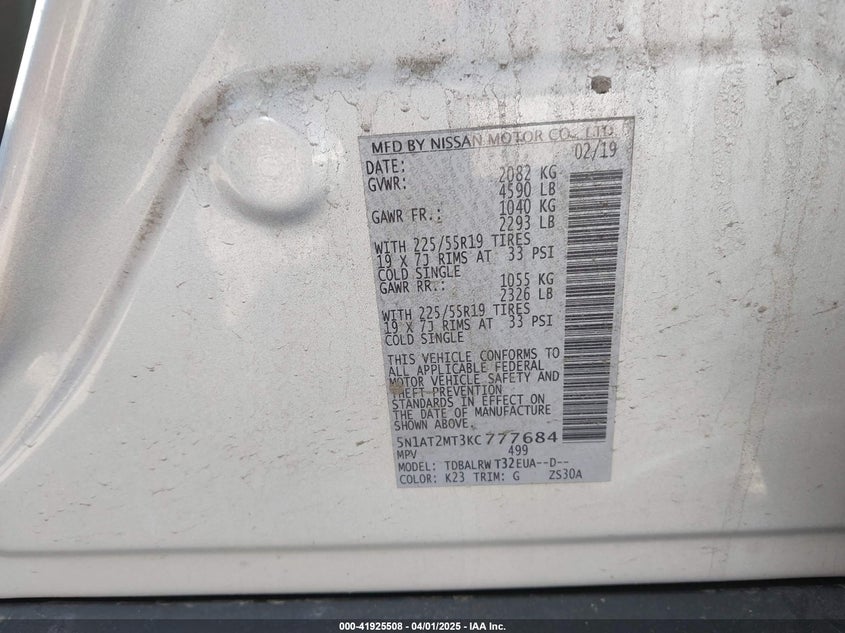 MFD BY NISSAN MOTOR CO., LTD.
DATE: 02/19
GVWR: 2082 KG
4590 LB
GAWR FR.: 1040 KG
2293 LB
WITH 225/55R19 TIRES
19 X 7J RIMS AT 33 PSI
COLD SINGLE
GAWR RR.: 1055 KG
2326 LB
WITH 225/55R19 TIRES
19 X 7J RIMS AT 33 PSI
COLD SINGLE
THIS VEHICLE CONFORMS TO
ALL APPLICABLE FEDERAL
MOTOR VEHICLE SAFETY AND
THEFT PREVENTION
STANDARDS IN EFFECT ON
THE DATE OF MANUFACTURE
SHOWN ABOVE.
5N1AT2MT3KC777684
MPV 499
MODEL: TDBALRW T32EUA--D--
COLOR: K23 TRIM: G ZS30A
000-41925508 - 04/01/2025 - IAA Inc.